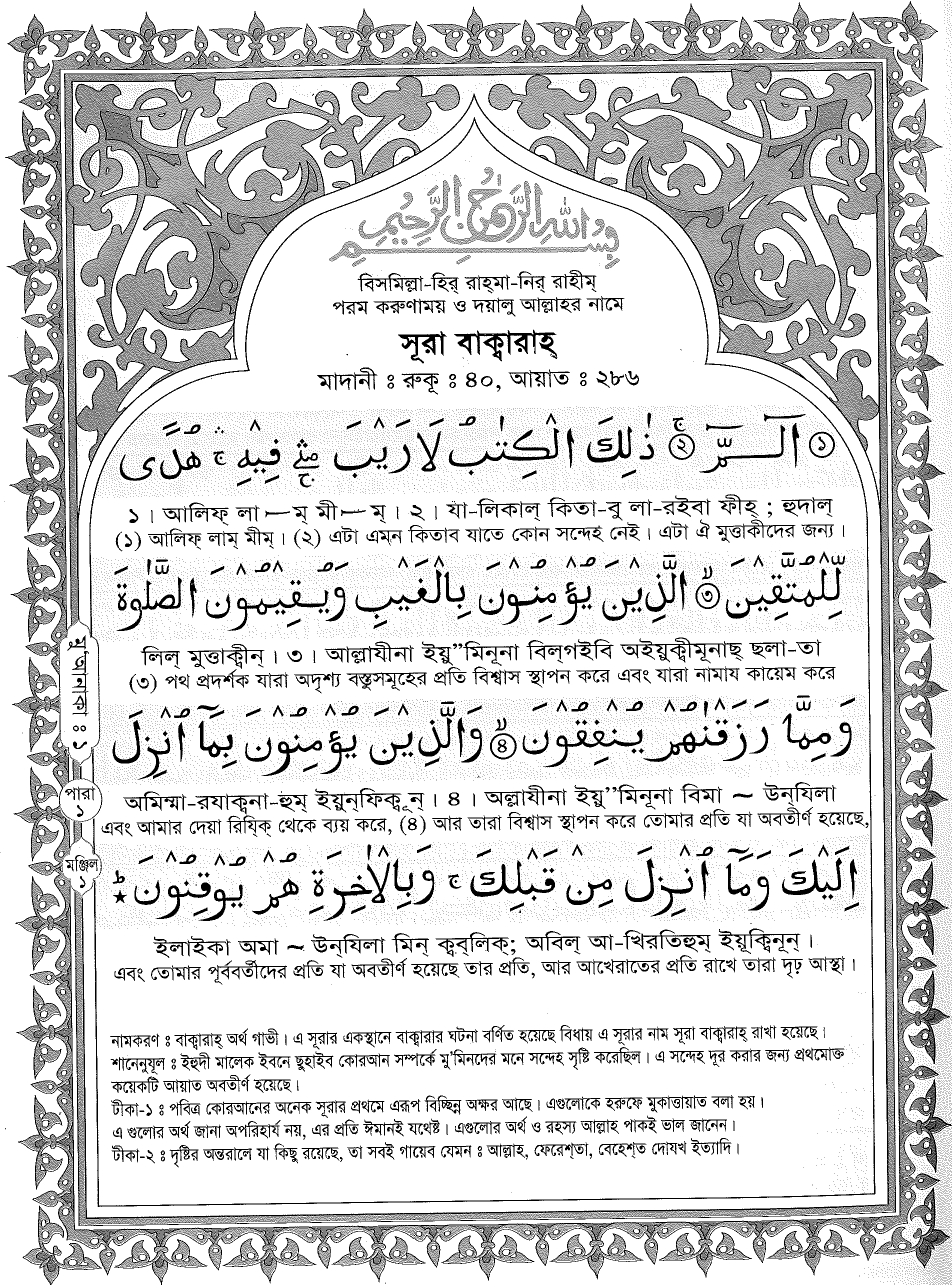 بِسْمِ اللهِ الرَّحْمٰنِ الرَّحِيْمِ
বিসমিল্লা-হির্ রাহ্মা-নির্ রাহীম্
পরম করুণাময় ও দয়ালু আল্লাহর নামে
সূরা বাক্বারাহ্
মাদানী ঃ রুকূ ঃ ৪০, আয়াত ঃ ২৮৬
① الٓـمّٓ ۚ② ذٰلِكَ الْكِتٰبُ لَا رَيْبَ ۛ فِيْهِ ۚ هُدًى
১। আলিফ্ লা—ম্ মী—ম্। ২। যা-লিকাল্ কিতা-বু লা-রইবা ফীহ্ ; হুদাল্
(১) আলিফ্ লাম্ মীম্। (২) এটা এমন কিতাব যাতে কোন সন্দেহ নেই। এটা ঐ মুত্তাকীদের জন্য।
لِّلْمُتَّقِيْنَ ۙ③ الَّذِيْنَ يُؤْمِنُوْنَ بِالْغَيْبِ وَيُقِيْمُوْنَ الصَّلٰوةَ
লিল্ মুত্তাক্বীন্। ৩। আল্লাযীনা ইয়ু”মিনূনা বিল্গইবি অইয়ুক্বীমূনাছ্ ছলা-তা
(৩) পথ প্রদর্শক যারা অদৃশ্য বস্তুসমূহের প্রতি বিশ্বাস স্থাপন করে এবং যারা নামায কায়েম করে
وَمِمَّا رَزَقْنٰهُمْ يُنْفِقُوْنَ ۙ④ وَالَّذِيْنَ يُؤْمِنُوْنَ بِمَآ اُنْزِلَ
অমিম্মা-রযাক্বনা-হুম্ ইয়ুন্ফিক্বূন্। ৪। অল্লাযীনা ইয়ু”মিনূনা বিমা ~ উন্যিলা
এবং আমার দেয়া রিযি্ক থেকে ব্যয় করে, (৪) আর তারা বিশ্বাস স্থাপন করে তোমার প্রতি যা অবতীর্ণ হয়েছে,
اِلَيْكَ وَمَآ اُنْزِلَ مِنْ قَبْلِكَ ۚ وَبِالْاٰخِرَةِ هُمْ يُوْقِنُوْنَ ؕ
ইলাইকা অমা ~ উন্যিলা মিন্ ক্বব্লিক্; অবিল্ আ-খিরতিহুম্ ইয়ূক্বিনূন্।
এবং তোমার পূর্ববর্তীদের প্রতি যা অবতীর্ণ হয়েছে তার প্রতি, আর আখেরাতের প্রতি রাখে তারা দৃঢ় আস্থা।
মু'আনাকা ঃ ১
পারা
১
মঞ্জিল
১
নামকরণ ঃ বাক্বারাহ্ অর্থ গাভী। এ সূরার একস্থানে বাক্বারার ঘটনা বর্ণিত হয়েছে বিধায় এ সূরার নাম সূরা বাক্বারাহ্ রাখা হয়েছে।
শানেনুযূল ঃ ইহুদী মালেক ইবনে ছুহাইব কোরআন সম্পর্কে মু'মিনদের মনে সন্দেহ সৃষ্টি করেছিল। এ সন্দেহ দূর করার জন্য প্রথমোক্ত
কয়েকটি আয়াত অবতীর্ণ হয়েছে।
টীকা-১ ঃ পবিত্র কোরআনের অনেক সূরার প্রথমে এরূপ বিচ্ছিন্ন অক্ষর আছে। এগুলোকে হরুফে মুকাত্তায়াত বলা হয়।
এ গুলোর অর্থ জানা অপরিহার্য নয়, এর প্রতি ঈমানই যথেষ্ট। এগুলোর অর্থ ও রহস্য আল্লাহ পাকই ভাল জানেন।
টীকা-২ ঃ দৃষ্টির অন্তরালে যা কিছু রয়েছে, তা সবই গায়েব যেমন ঃ আল্লাহ, ফেরেশ্তা, বেহেশ্ত দোযখ ইত্যাদি।